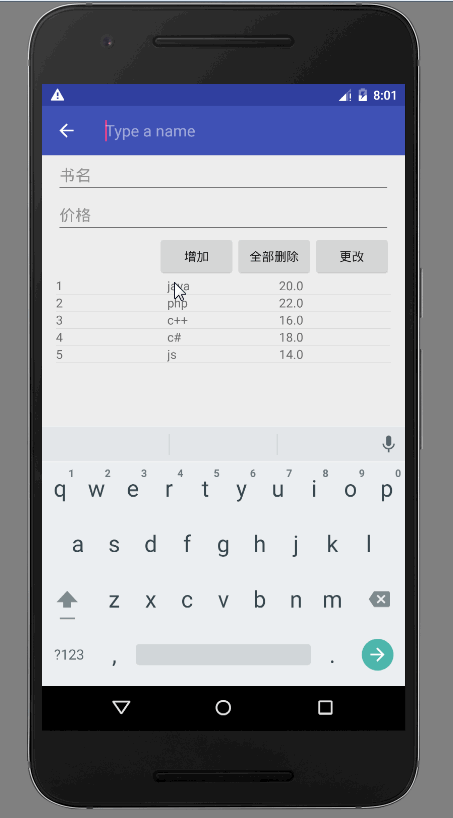 8:01
Type a name
书名
价格
增加 全部删除 更改
1 java 20.0
2 php 22.0
3 c++ 16.0
4 c# 18.0
5 js 14.0
1 2 3 4 5 6 7 8 9 0
q w e r t y u i o p
a s d f g h j k l
z x c v b n m
?123 , .